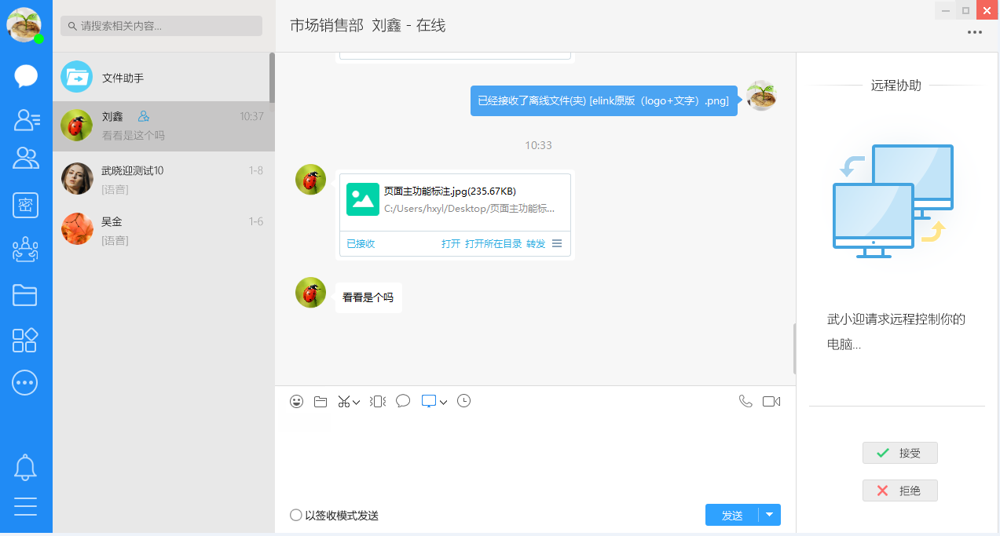 请搜索相关内容...
文件助手
刘鑫 10:37
看看是这个吗
武晓迎测试10 1-8
[语音]
吴金 1-6
[语音]
密
市场销售部 刘鑫 - 在线
已经接收了离线文件(夹) [elink原版（logo+文字）.png]
10:33
页面主功能标注.jpg(235.67KB)
C:/Users/hxyl/Desktop/页面主功能标...
已接收 打开 打开所在目录 转发
看看是个吗
以签收模式发送
发送
远程协助
武小迎请求远程控制你的
电脑...
接受
拒绝